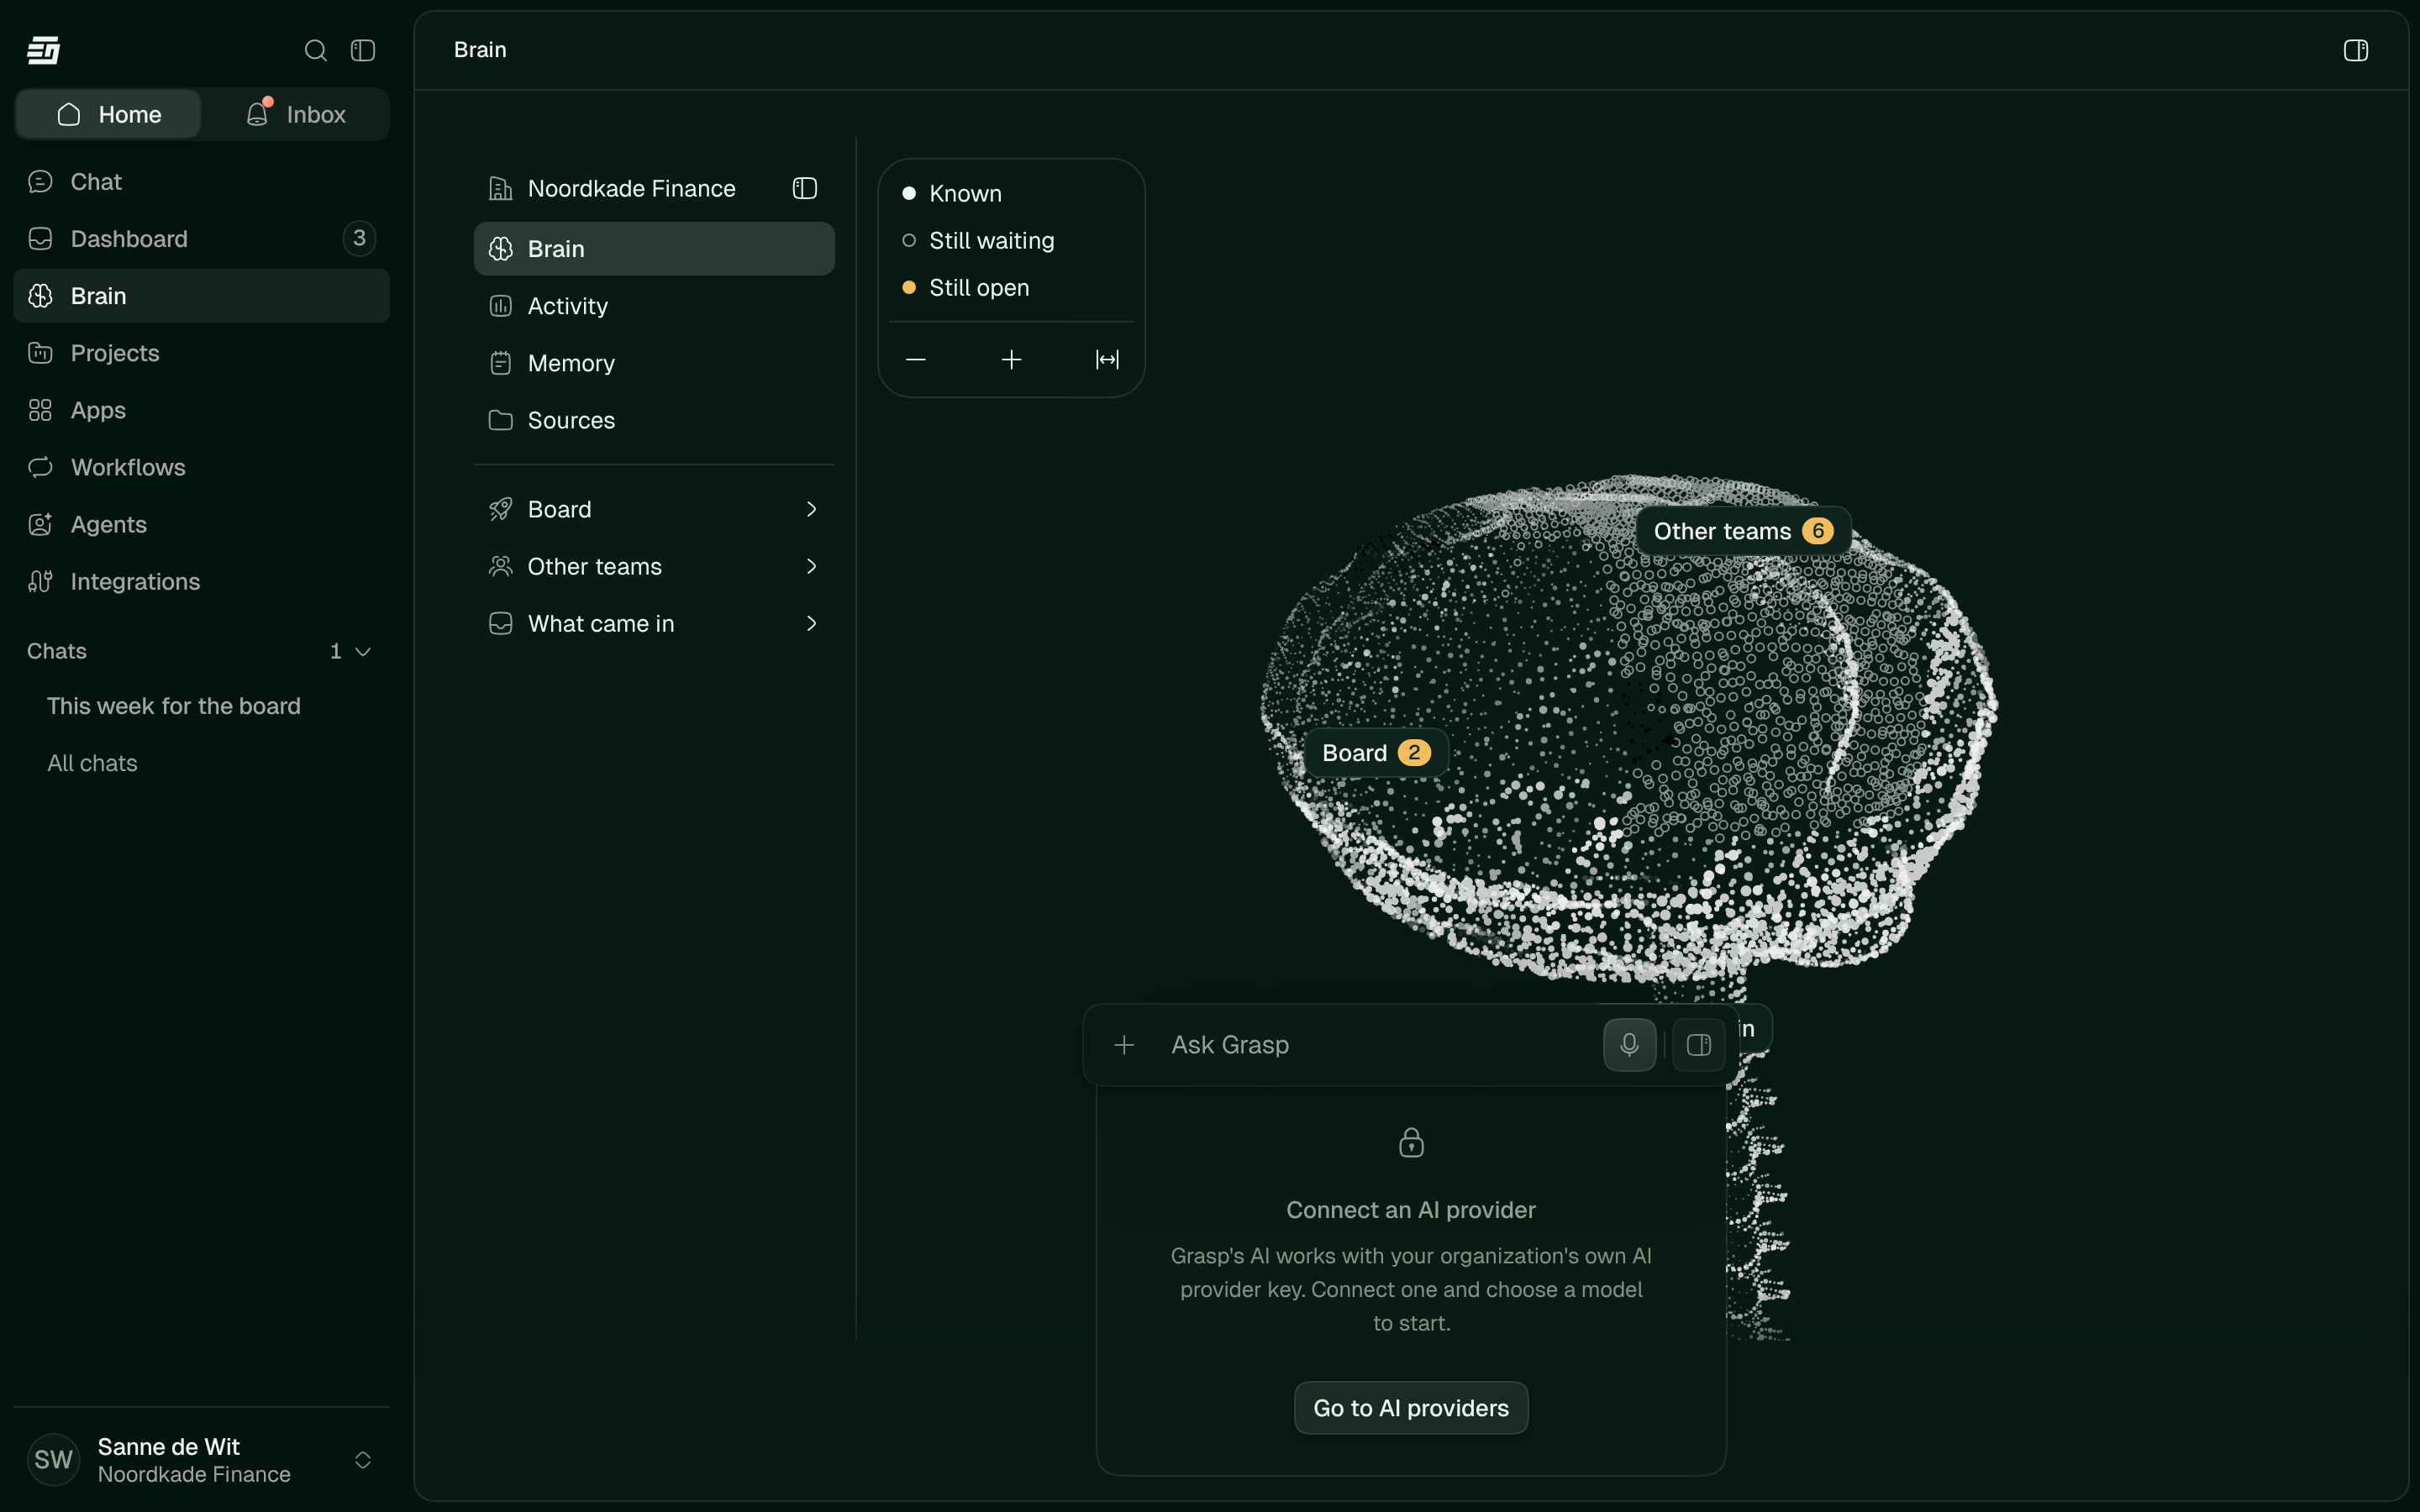 Home
Inbox
Chat
Dashboard
3
Brain
Projects
Apps
Workflows
Agents
Integrations
Chats
1
This week for the board
All chats
SW
Sanne de Wit
Noordkade Finance
Brain
Noordkade Finance
Brain
Activity
Memory
Sources
Board
Other teams
What came in
Known
Still waiting
Still open
Other teams 6
Board 2
in
Ask Grasp
Connect an AI provider
Grasp's AI works with your organization's own AI
provider key. Connect one and choose a model
to start.
Go to AI providers